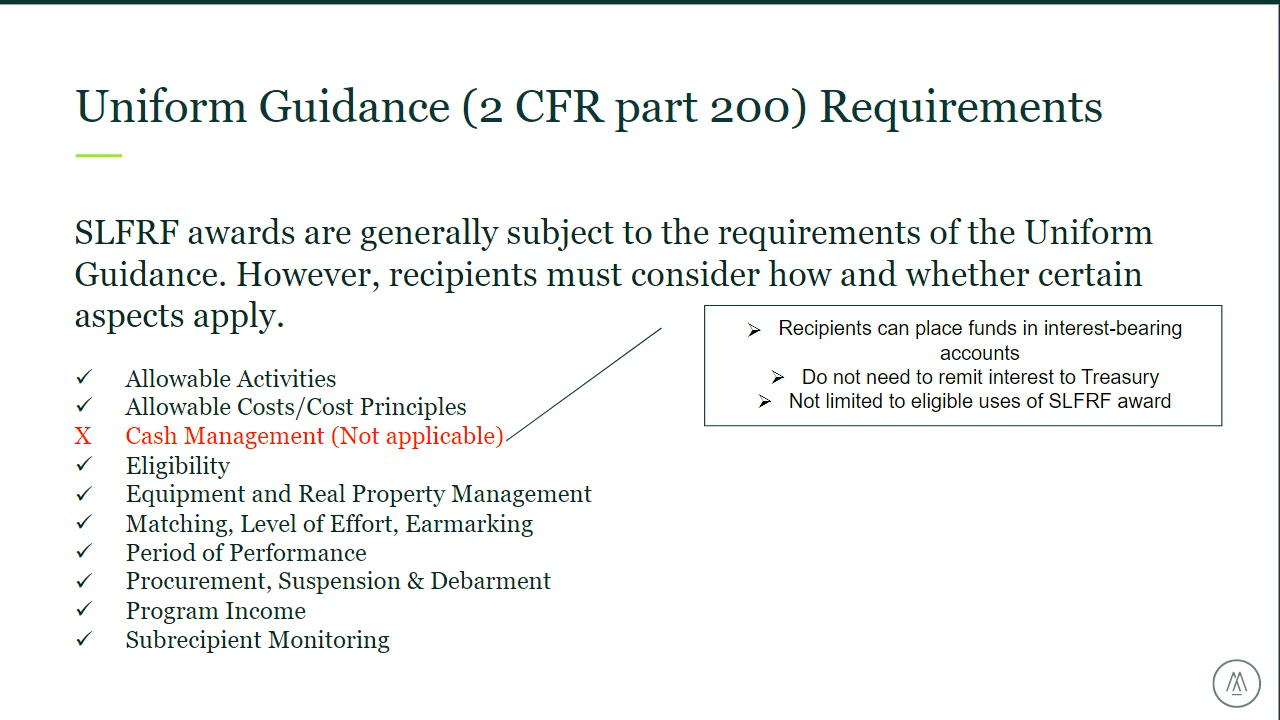 Uniform Guidance (2 CFR part 200) Requirements
SLFRF awards are generally subject to the requirements of the Uniform
Guidance. However, recipients must consider how and whether certain
aspects apply.
➢ Recipients can place funds in interest-bearing
accounts
➢ Do not need to remit interest to Treasury
➢ Not limited to eligible uses of SLFRF award
✓ Allowable Activities
✓ Allowable Costs/Cost Principles
X Cash Management (Not applicable)
✓ Eligibility
✓ Equipment and Real Property Management
✓ Matching, Level of Effort, Earmarking
✓ Period of Performance
✓ Procurement, Suspension & Debarment
✓ Program Income
✓ Subrecipient Monitoring